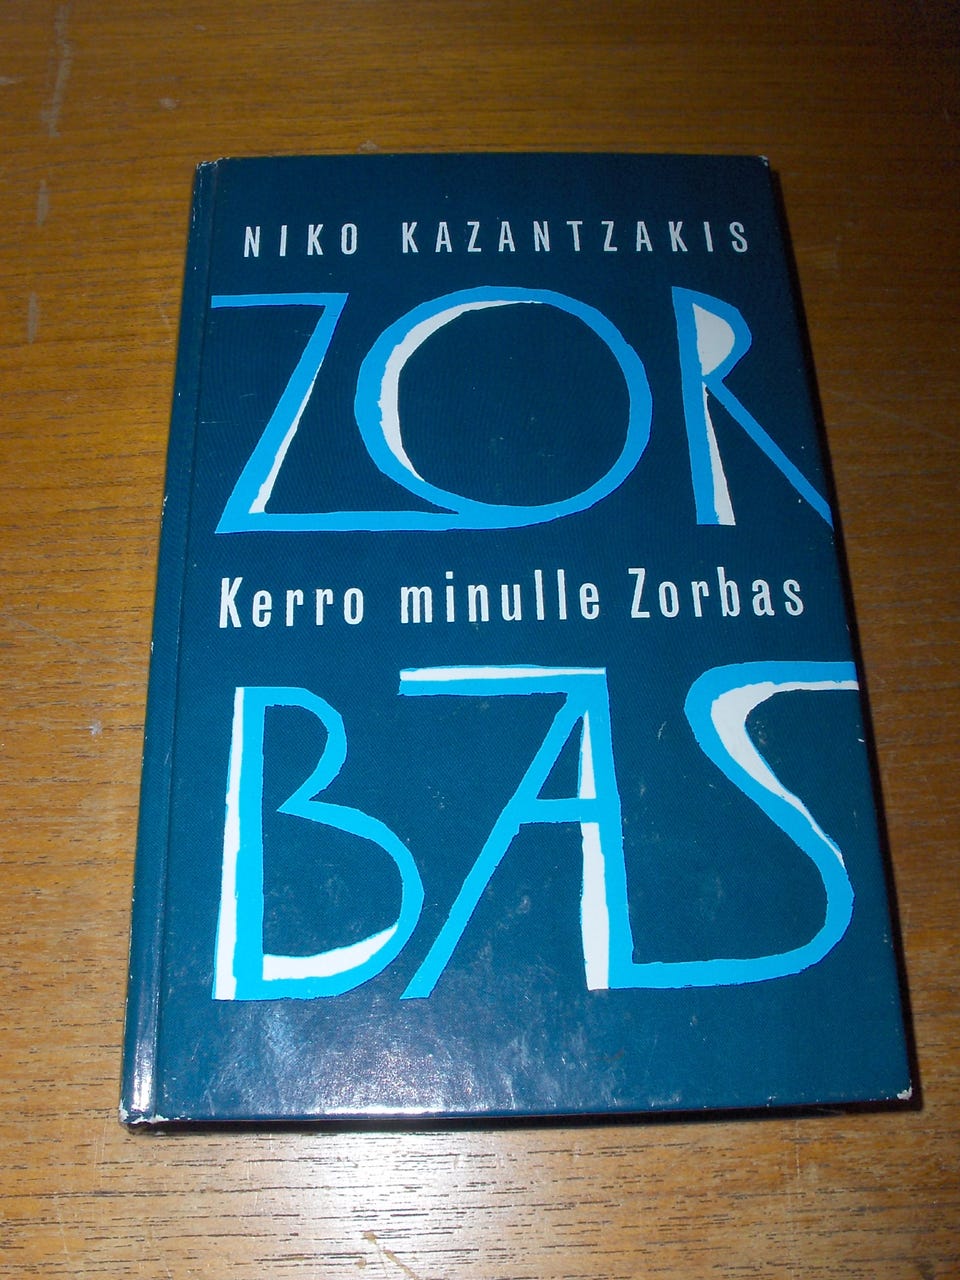 NIKO KAZANTZAKIS
ZOR
Kerro minulle Zorbas
BAS